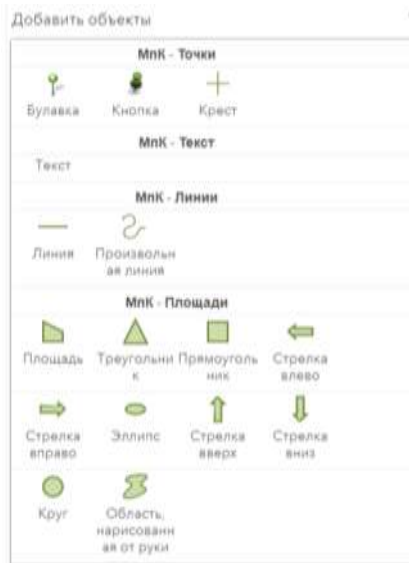 Добавить объекты
МпК - Точки
Булавка Кнопка Крест
МпК - Текст
Текст
МпК - Линии
Линия Произвольн
ая линия
МпК - Площади
Площадь Треугольни Прямоуголь Стрелка
к ник влево
Стрелка Эллипс Стрелка Стрелка
вправо вверх вниз
Круг Область,
нарисованн
ая от руки